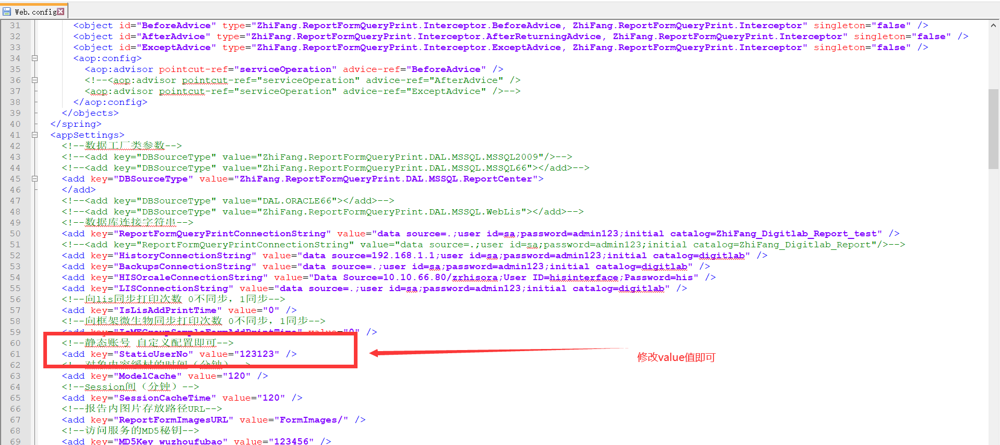 Web.config
31 <object id="BeforeAdvice" type="ZhiFang.ReportFormQueryPrint.Interceptor.BeforeAdvice, ZhiFang.ReportFormQueryPrint.Interceptor" singleton="false" />
32 <object id="AfterAdvice" type="ZhiFang.ReportFormQueryPrint.Interceptor.AfterReturningAdvice, ZhiFang.ReportFormQueryPrint.Interceptor" singleton="false" />
33 <object id="ExceptAdvice" type="ZhiFang.ReportFormQueryPrint.Interceptor.ExceptAdvice, ZhiFang.ReportFormQueryPrint.Interceptor" singleton="false" />
34 <aop:config>
35 <aop:advisor pointcut-ref="serviceOperation" advice-ref="BeforeAdvice" />
36 <!--<aop:advisor pointcut-ref="serviceOperation" advice-ref="AfterAdvice" />
37 <aop:advisor pointcut-ref="serviceOperation" advice-ref="ExceptAdvice" />-->
38 </aop:config>
39 </objects>
40 </spring>
41 <appSettings>
42 <!--数据工厂类参数-->
43 <!--<add key="DBSourceType" value="ZhiFang.ReportFormQueryPrint.DAL.MSSQL.MSSQL2009"/>-->
44 <!--<add key="DBSourceType" value="ZhiFang.ReportFormQueryPrint.DAL.MSSQL.MSSQL66"></add>-->
45 <add key="DBSourceType" value="ZhiFang.ReportFormQueryPrint.DAL.MSSQL.ReportCenter">
46 </add>
47 <!--<add key="DBSourceType" value="DAL.ORACLE66"></add>-->
48 <!--<add key="DBSourceType" value="ZhiFang.ReportFormQueryPrint.DAL.MSSQL.WebLis"></add>-->
49 <!--数据库连接字符串-->
50 <add key="ReportFormQueryPrintConnectionString" value="data source=.;user id=sa;password=admin123;initial catalog=ZhiFang_Digitlab_Report_test" />
51 <!--<add key="ReportFormQueryPrintConnectionString" value="data source=.;user id=sa;password=admin123;initial catalog=ZhiFang_Digitlab_Report"/>-->
52 <add key="HistoryConnectionString" value="data source=192.168.1.1;user id=sa;password=admin123;initial catalog=digitlab" />
53 <add key="BackupsConnectionString" value="data source=.;user id=sa;password=admin123;initial catalog=digitlab" />
54 <add key="HISOrcaleConnectionString" value="Data Source=10.10.66.80/zrhisora;User ID=hisinterface;Password=his" />
55 <add key="LISConnectionString" value="data source=.;user id=sa;password=admin123;initial catalog=digitlab" />
56 <!--向lis同步打印次数 0不同步，1同步-->
57 <add key="IsLisAddPrintTime" value="0" />
58 <!--向框架微生物同步打印次数 0不同步，1同步-->
59 <add key="IsMEGroupSampleFormAddPrintTime" value="0" />
60 <!--静态账号 自定义配置即可-->
61 <add key="StaticUserNo" value="123123" />
修改value值即可
62 <!--对象内容缓村的时间（分钟）-->
63 <add key="ModelCache" value="120" />
64 <!--Session间（分钟）-->
65 <add key="SessionCacheTime" value="120" />
66 <!--报告内图片存放路径URL-->
67 <add key="ReportFormImagesURL" value="FormImages/" />
68 <!--访问服务的MD5秘钥-->
69 <add key="MD5Key_wuzhoufubao" value="123456" />